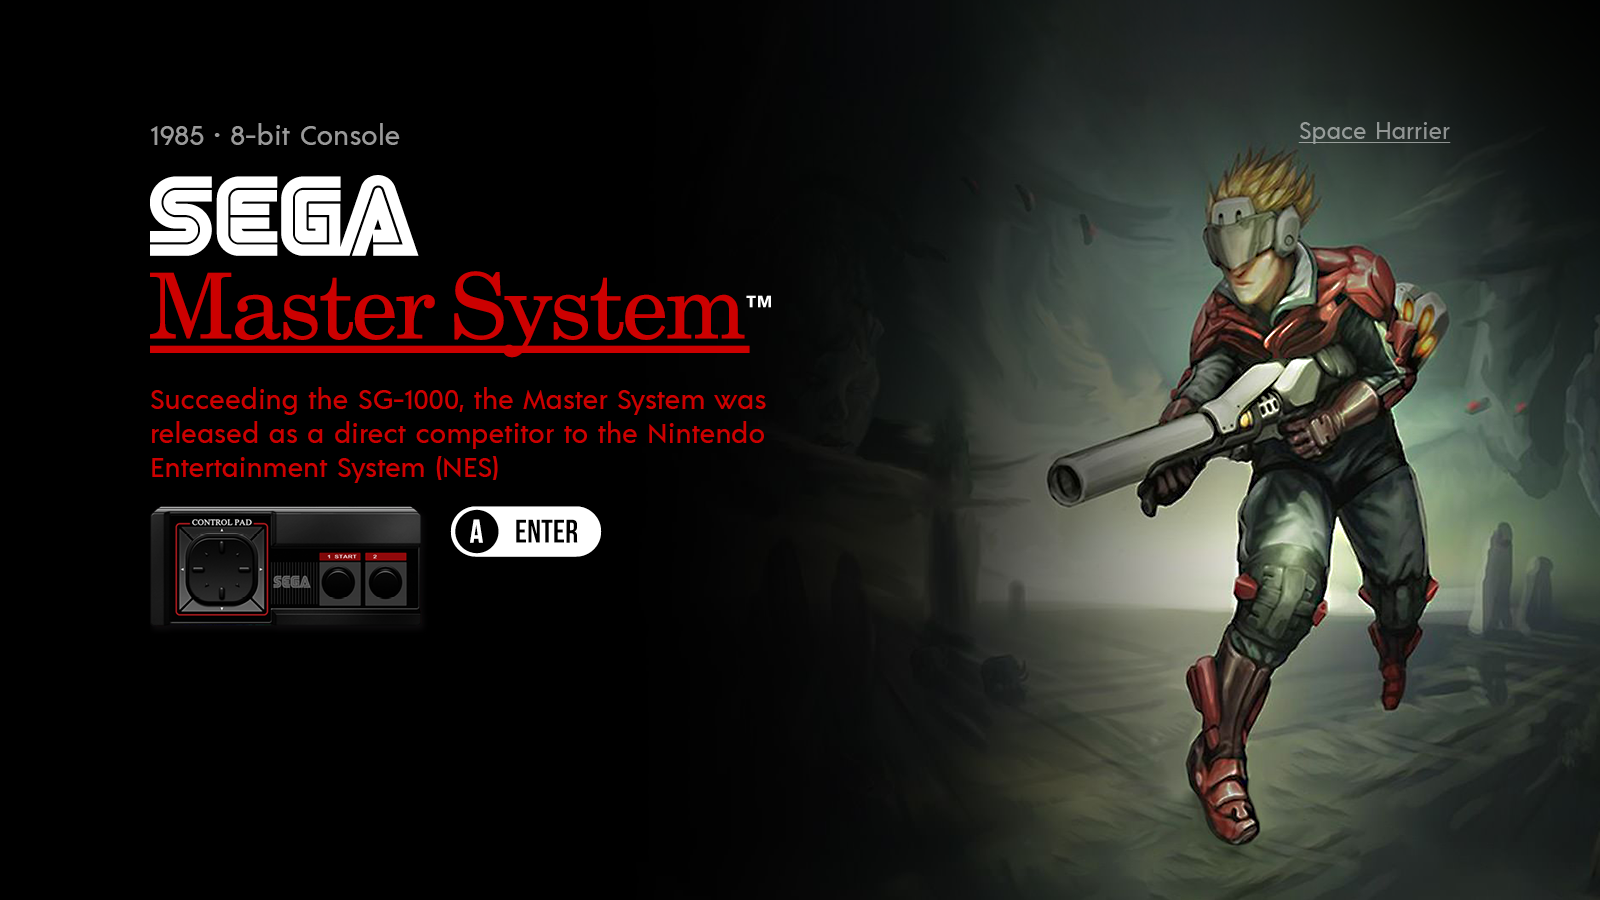 1985 · 8-bit Console
Space Harrier
SEGA
Master System™
Succeeding the SG-1000, the Master System was
released as a direct competitor to the Nintendo
Entertainment System (NES)
CONTROL PAD
1 START 2
SEGA
A ENTER